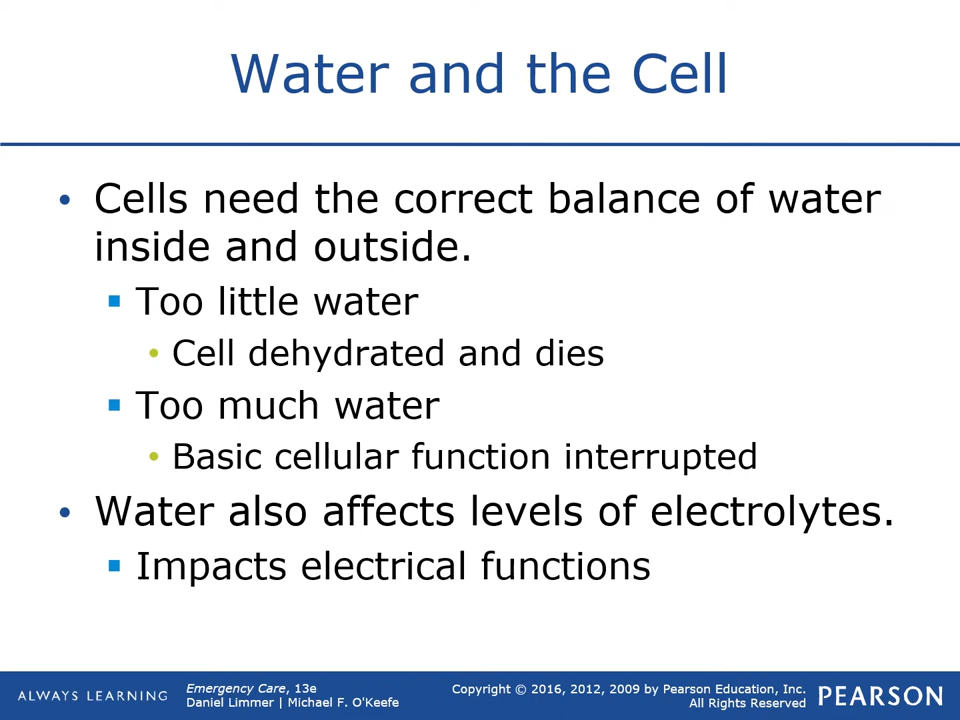 Water and the Cell
• Cells need the correct balance of water
inside and outside.
▪ Too little water
• Cell dehydrated and dies
▪ Too much water
• Basic cellular function interrupted
• Water also affects levels of electrolytes.
▪ Impacts electrical functions
ALWAYS LEARNING
Emergency Care, 13e
Daniel Limmer | Michael F. O'Keefe
Copyright © 2016, 2012, 2009 by Pearson Education, Inc.
All Rights Reserved
PEARSON